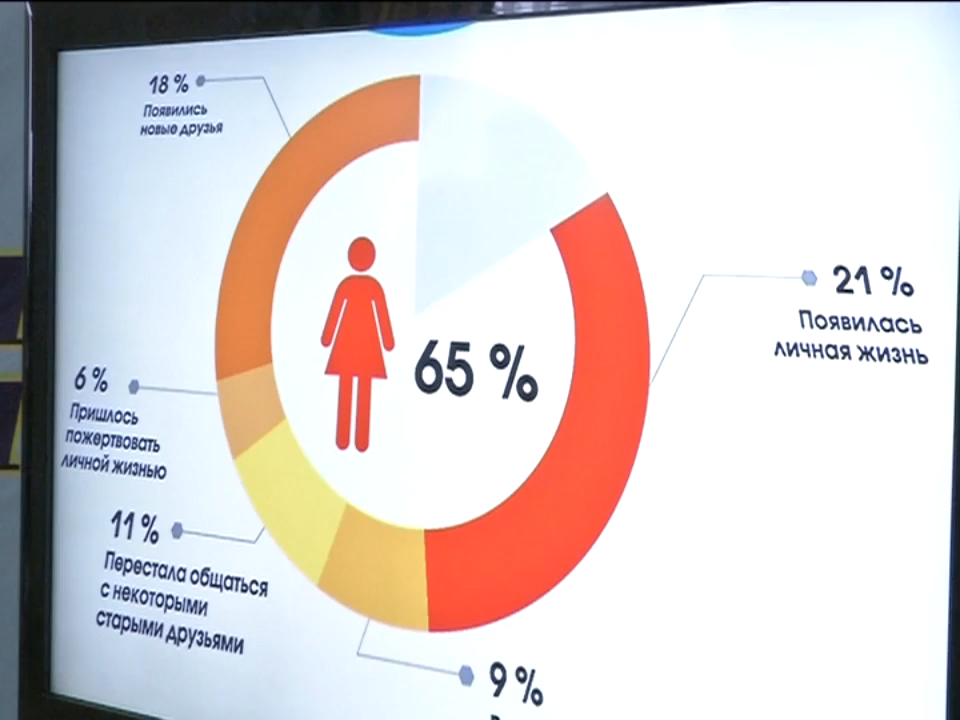 18 %
Появились
новые друзья
21 %
Появилась
личная жизнь
65 %
6 %
Пришлось
пожертвовать
личной жизнью
11 %
Перестала общаться
с некоторыми
старыми друзьями
9 %